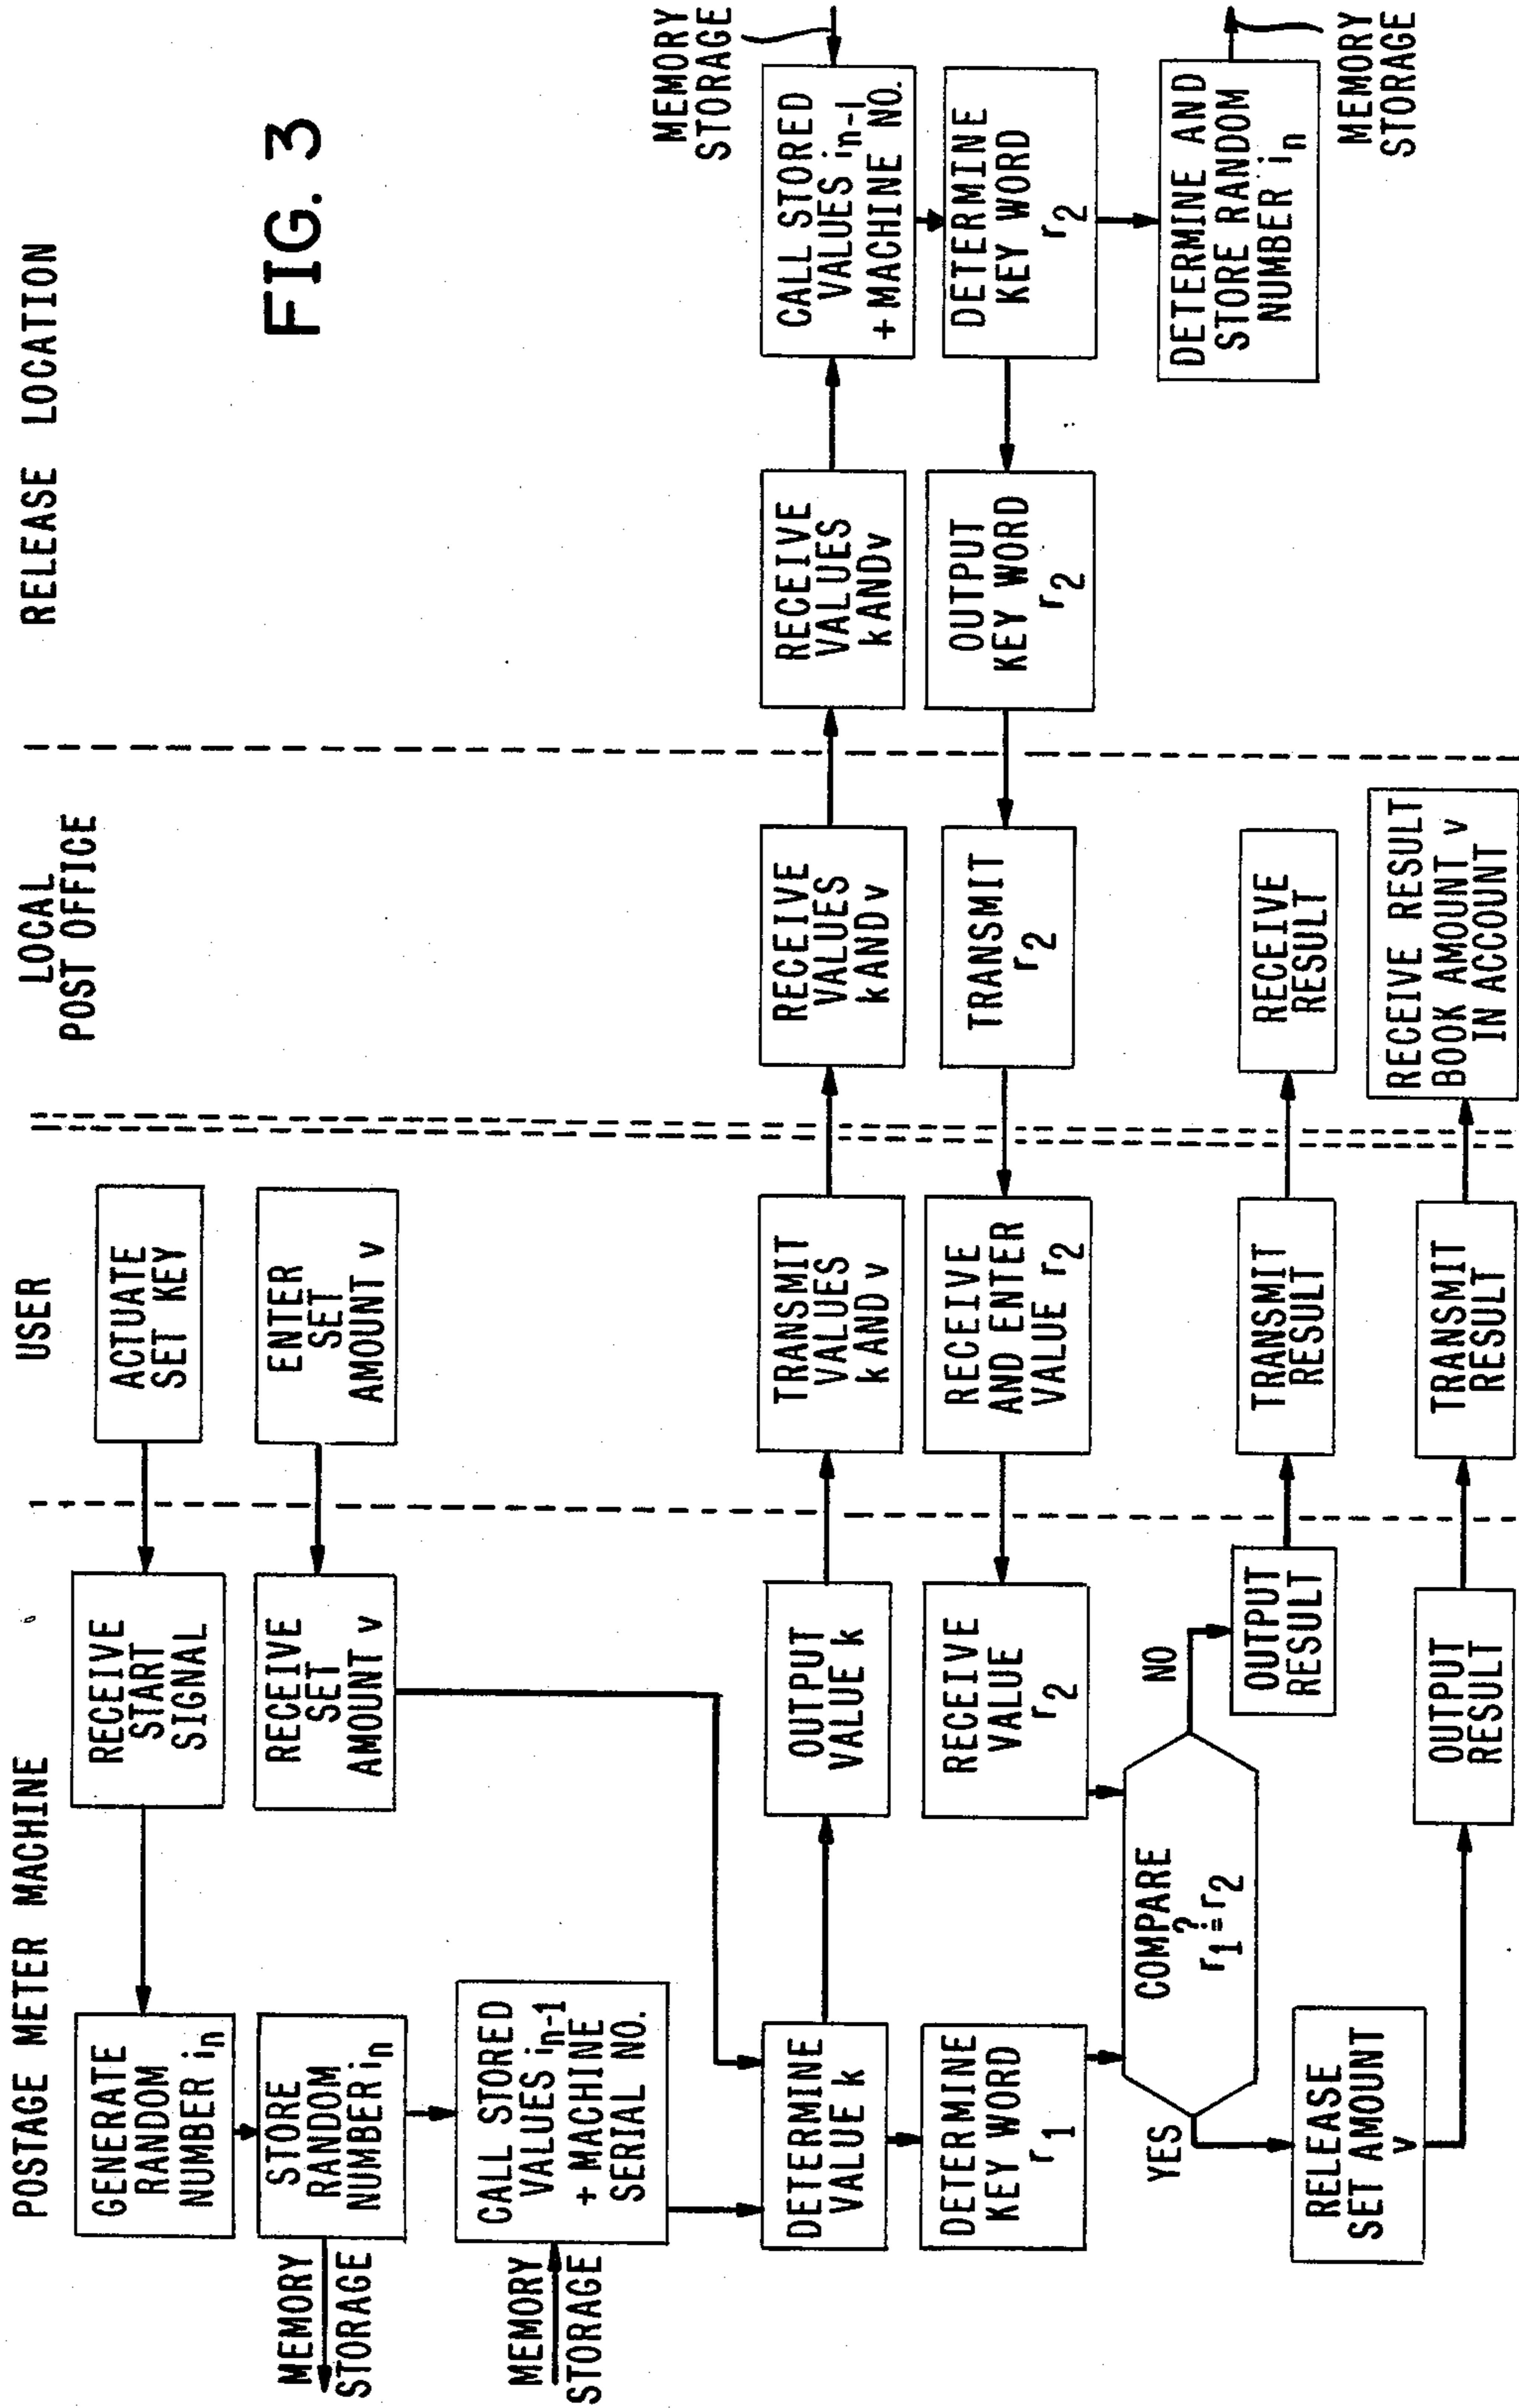 FIG. 3
POSTAGE METER MACHINE
USER
LOCAL
POST OFFICE
RELEASE LOCATION
GENERATE
RANDOM
NUMBER iₙ
RECEIVE
START
SIGNAL
ACTUATE
SET KEY
STORE
RANDOM
NUMBER iₙ
MEMORY
STORAGE
RECEIVE
SET
AMOUNT v
ENTER
SET
AMOUNT v
CALL STORED
VALUES iₙ₋₁
+ MACHINE
SERIAL NO.
MEMORY
STORAGE
DETERMINE
VALUE k
OUTPUT
VALUE k
TRANSMIT
VALUES
k AND v
RECEIVE
VALUES
k AND v
RECEIVE
VALUES
k AND v
CALL STORED
VALUES iₙ₋₁
+ MACHINE NO.
MEMORY
STORAGE
DETERMINE
KEY WORD
r₁
RECEIVE
VALUE
r₂
RECEIVE
AND ENTER
VALUE r₂
TRANSMIT
r₂
OUTPUT
KEY WORD
r₂
DETERMINE
KEY WORD
r₂
COMPARE
?
r₁=r₂
YES
NO
OUTPUT
RESULT
TRANSMIT
RESULT
RECEIVE
RESULT
DETERMINE AND
STORE RANDOM
NUMBER iₙ
MEMORY
STORAGE
RELEASE
SET AMOUNT
v
OUTPUT
RESULT
TRANSMIT
RESULT
RECEIVE RESULT
BOOK AMOUNT v
IN ACCOUNT